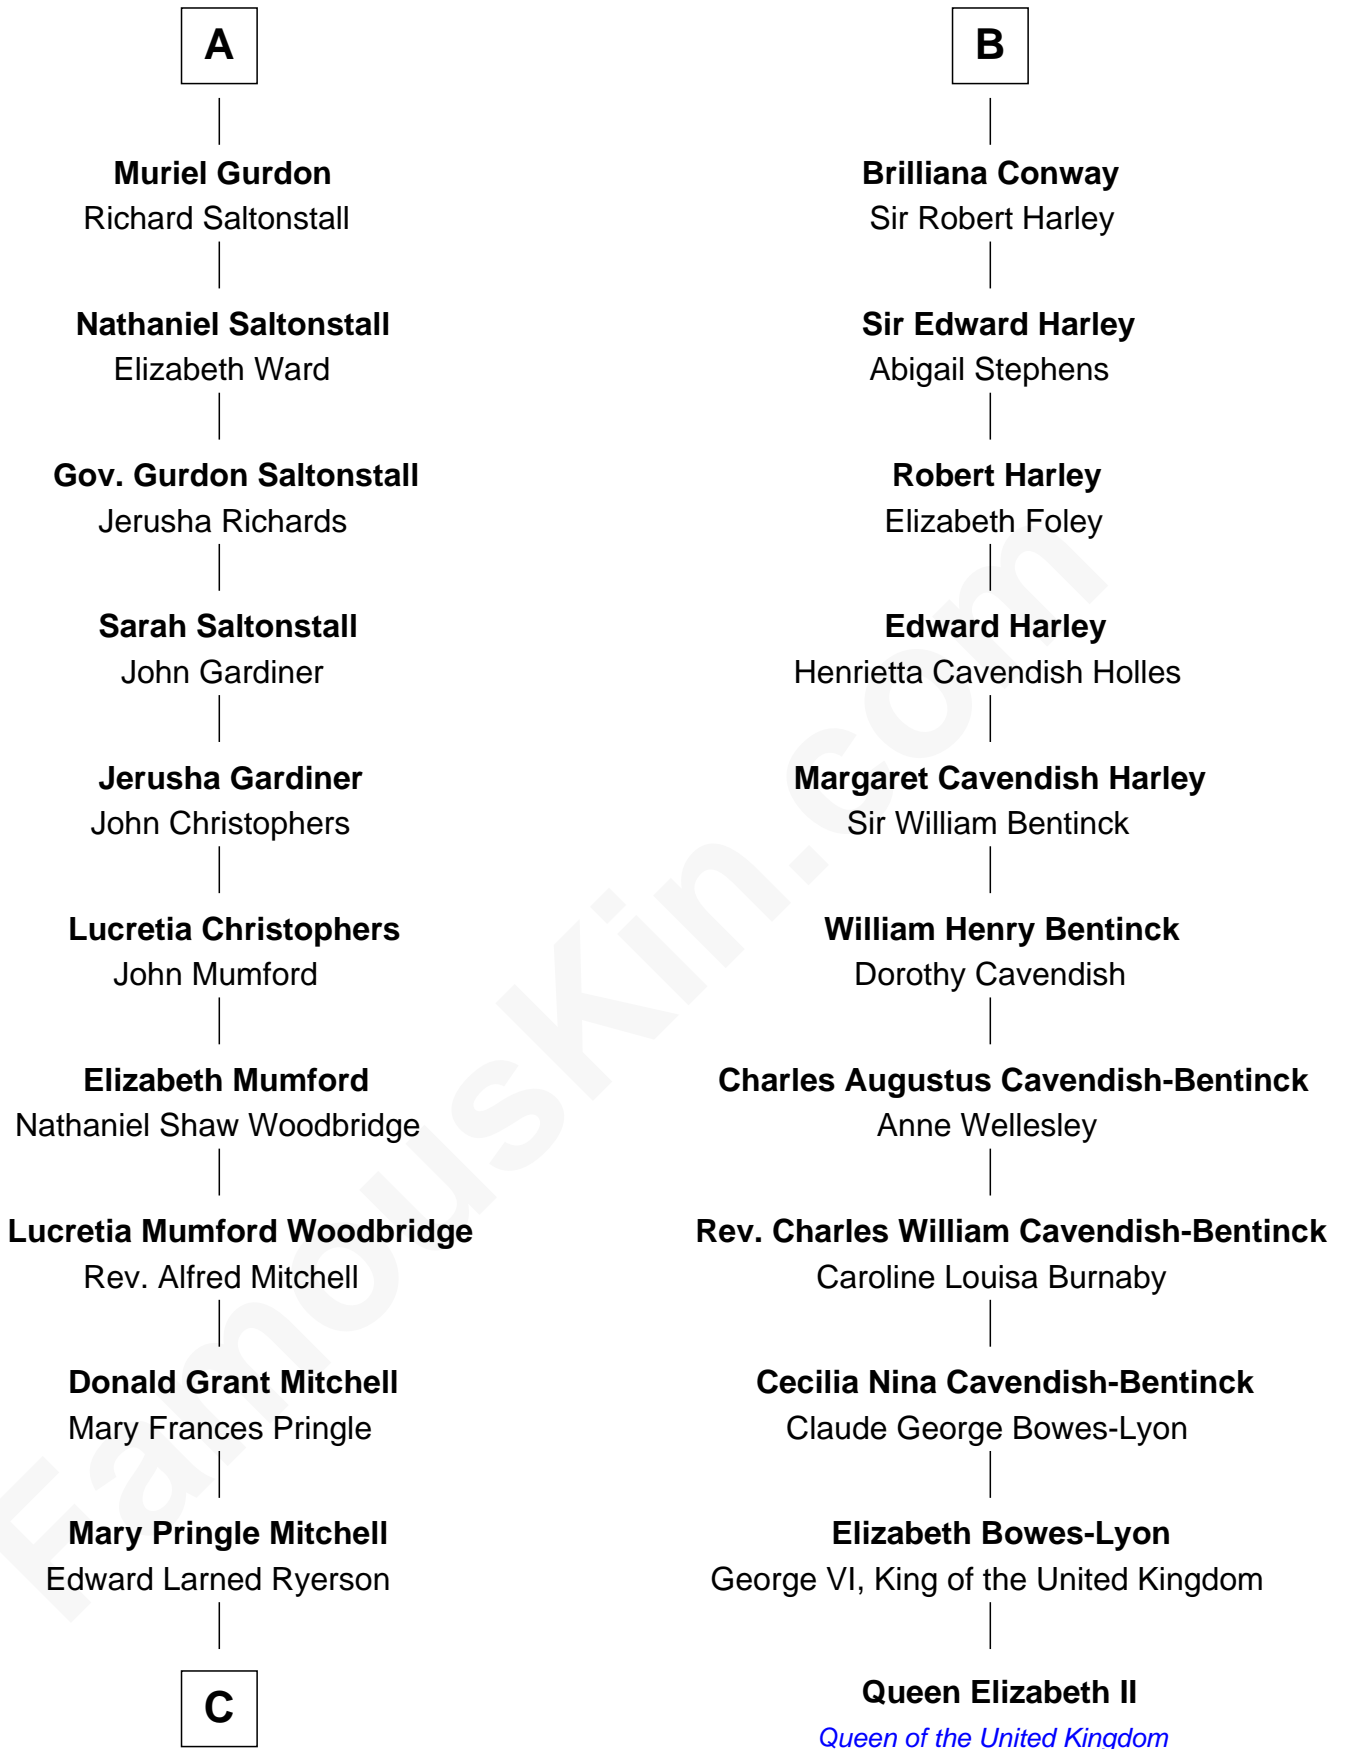 A
Muriel Gurdon
Richard Saltonstall
Nathaniel Saltonstall
Elizabeth Ward
Gov. Gurdon Saltonstall
Jerusha Richards
Sarah Saltonstall
John Gardiner
Jerusha Gardiner
John Christophers
Lucretia Christophers
John Mumford
Elizabeth Mumford
Nathaniel Shaw Woodbridge
Lucretia Mumford Woodbridge
Rev. Alfred Mitchell
Donald Grant Mitchell
Mary Frances Pringle
Mary Pringle Mitchell
Edward Larned Ryerson
C
B
Brilliana Conway
Sir Robert Harley
Sir Edward Harley
Abigail Stephens
Robert Harley
Elizabeth Foley
Edward Harley
Henrietta Cavendish Holles
Margaret Cavendish Harley
Sir William Bentinck
William Henry Bentinck
Dorothy Cavendish
Charles Augustus Cavendish-Bentinck
Anne Wellesley
Rev. Charles William Cavendish-Bentinck
Caroline Louisa Burnaby
Cecilia Nina Cavendish-Bentinck
Claude George Bowes-Lyon
Elizabeth Bowes-Lyon
George VI, King of the United Kingdom
Queen Elizabeth II
Queen of the United Kingdom
FamousKin.com